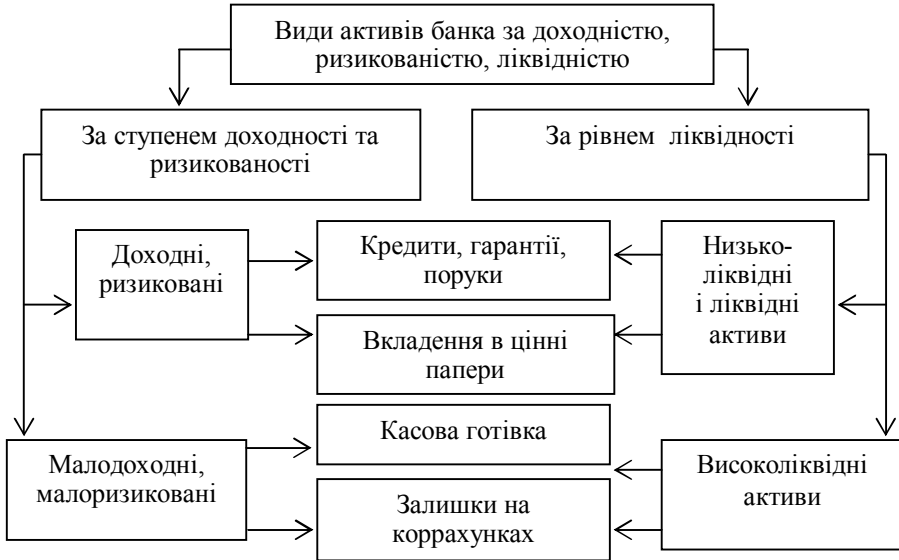 Види активів банка за доходністю,
ризикованістю, ліквідністю
За ступенем доходності та
ризикованості
За рівнем ліквідності
Доходні,
ризиковані
Кредити, гарантії,
поруки
Низько-
ліквідні
і ліквідні
активи
Вкладення в цінні
папери
Малодоходні,
малоризиковані
Касова готівка
Високоліквідні
активи
Залишки на
коррахунках